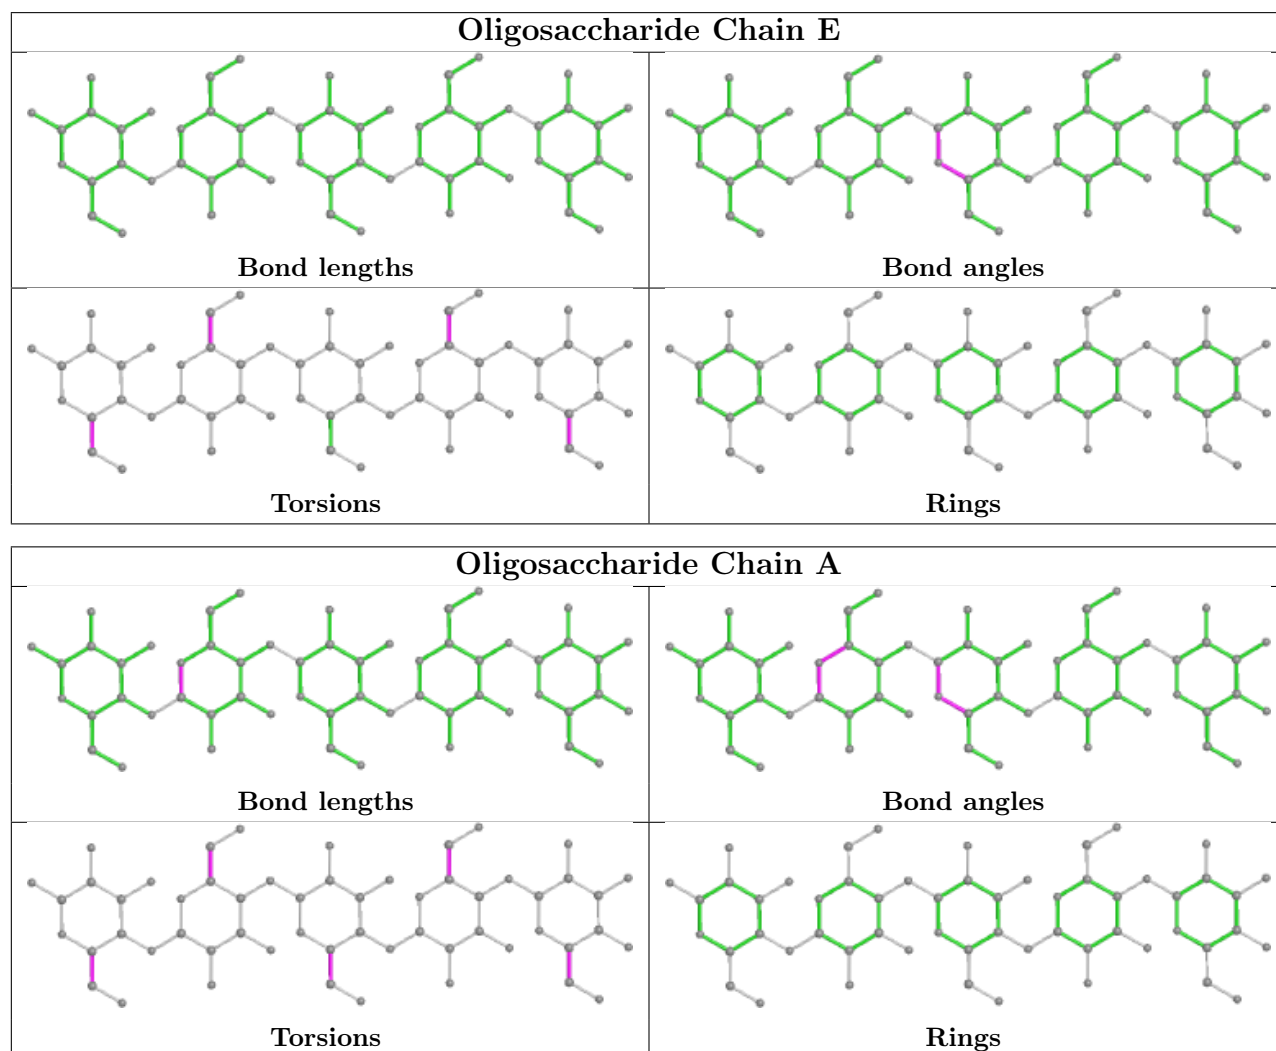 Oligosaccharide Chain E
Bond lengths
Bond angles
Torsions
Rings
Oligosaccharide Chain A
Bond lengths
Bond angles
Torsions
Rings